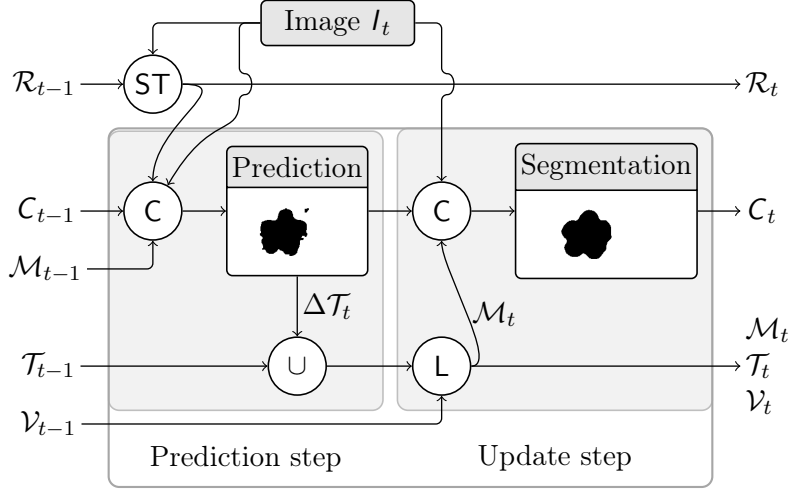 Image I_t
R_{t-1} ST R_t
Prediction Segmentation
C_{t-1} C C C_t
M_{t-1}
ΔT_t M_t
M_t
T_{t-1} ∪ L T_t
V_t
V_{t-1}
Prediction step Update step